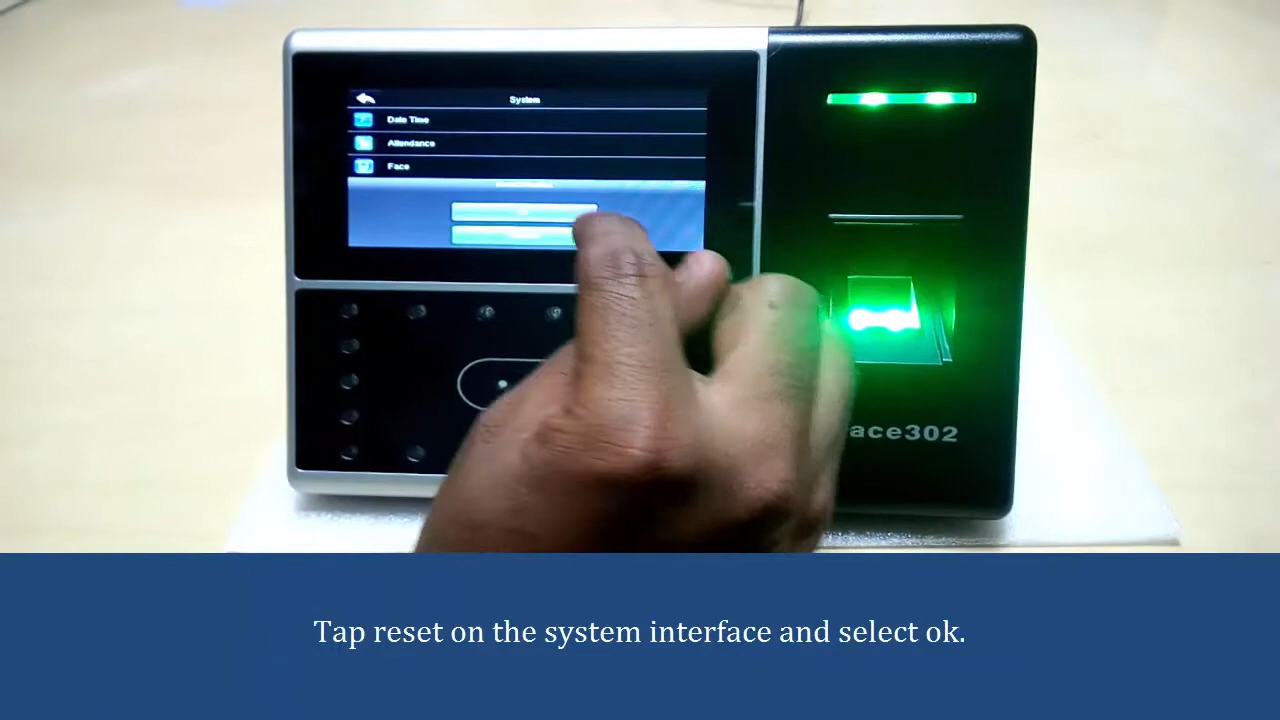 System
Date Time
Attendance
Face
ace302
Tap reset on the system interface and select ok.